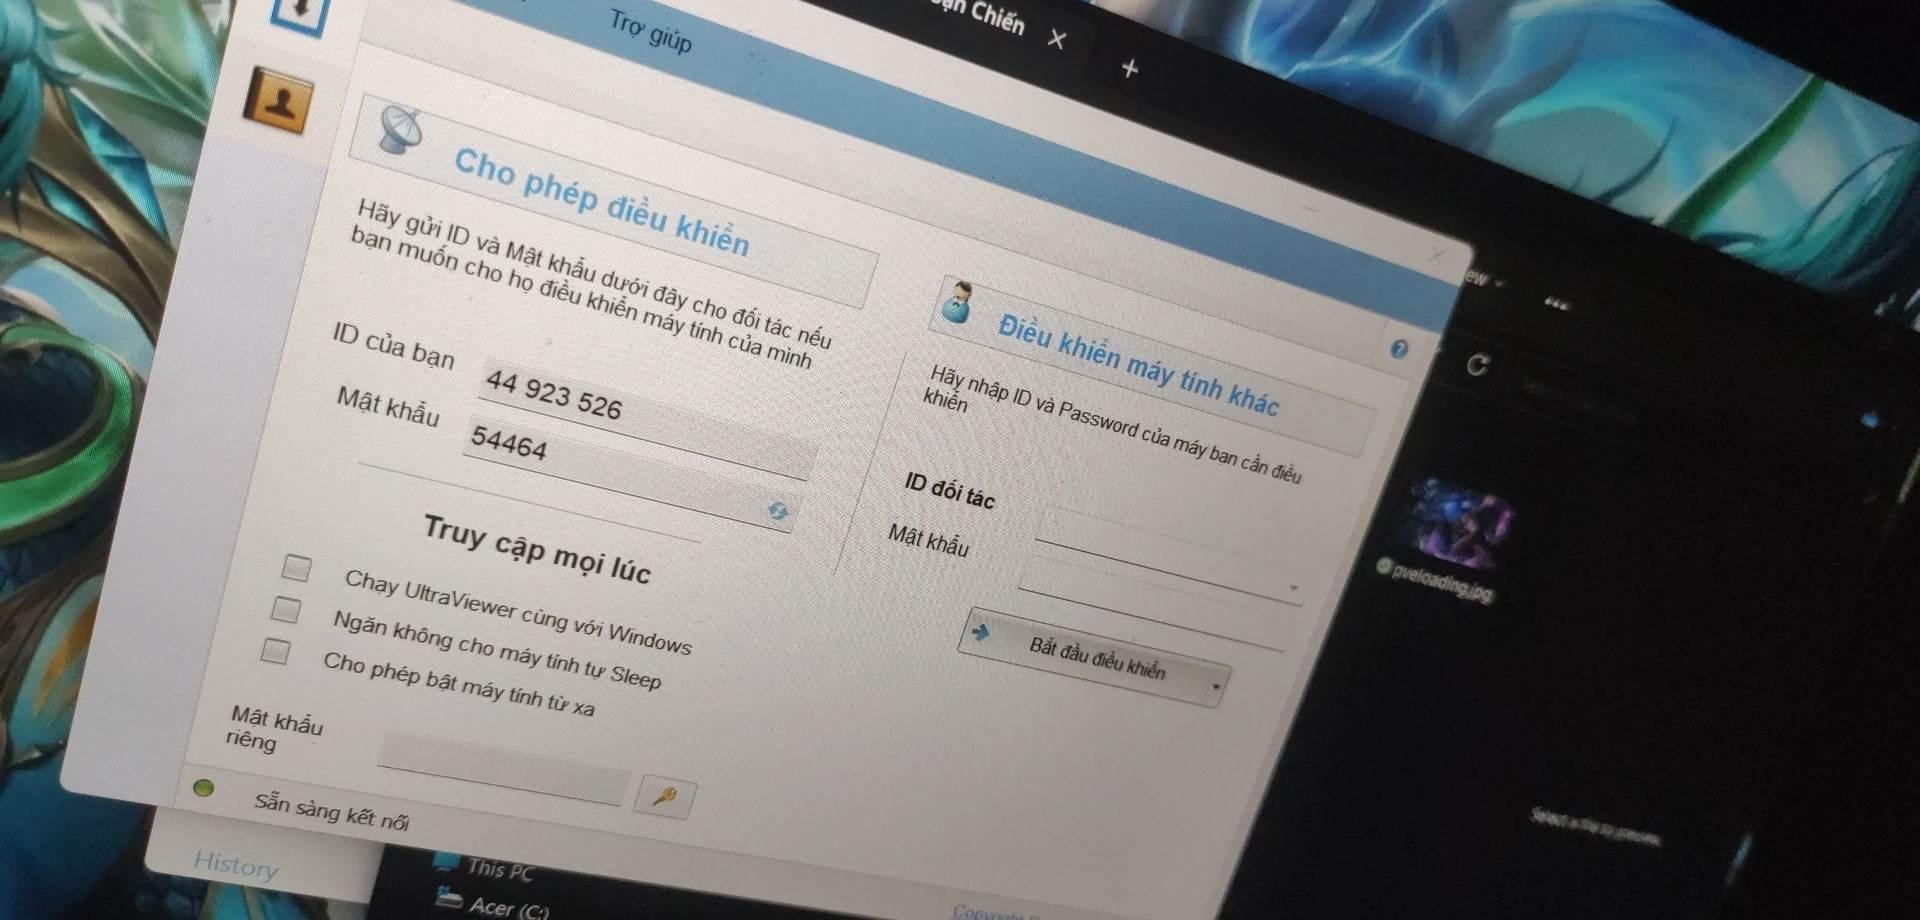 Chiến
Trợ giúp
Cho phép điều khiển
Hãy gửi ID và Mật khẩu dưới đây cho đối tác nếu
bạn muốn cho họ điều khiển máy tính của mình
ID của bạn
44 923 526
Mật khẩu
54464
Truy cập mọi lúc
Chạy UltraViewer cùng với Windows
Ngăn không cho máy tính tự Sleep
Cho phép bật máy tính từ xa
Mật khẩu
riêng
Sẵn sàng kết nối
Điều khiển máy tính khác
Hãy nhập ID và Password của máy bạn cần điều
khiển
ID đối tác
Mật khẩu
Bắt đầu điều khiển
pveloading.jpg
History
This PC
Acer (C:)
Copyright